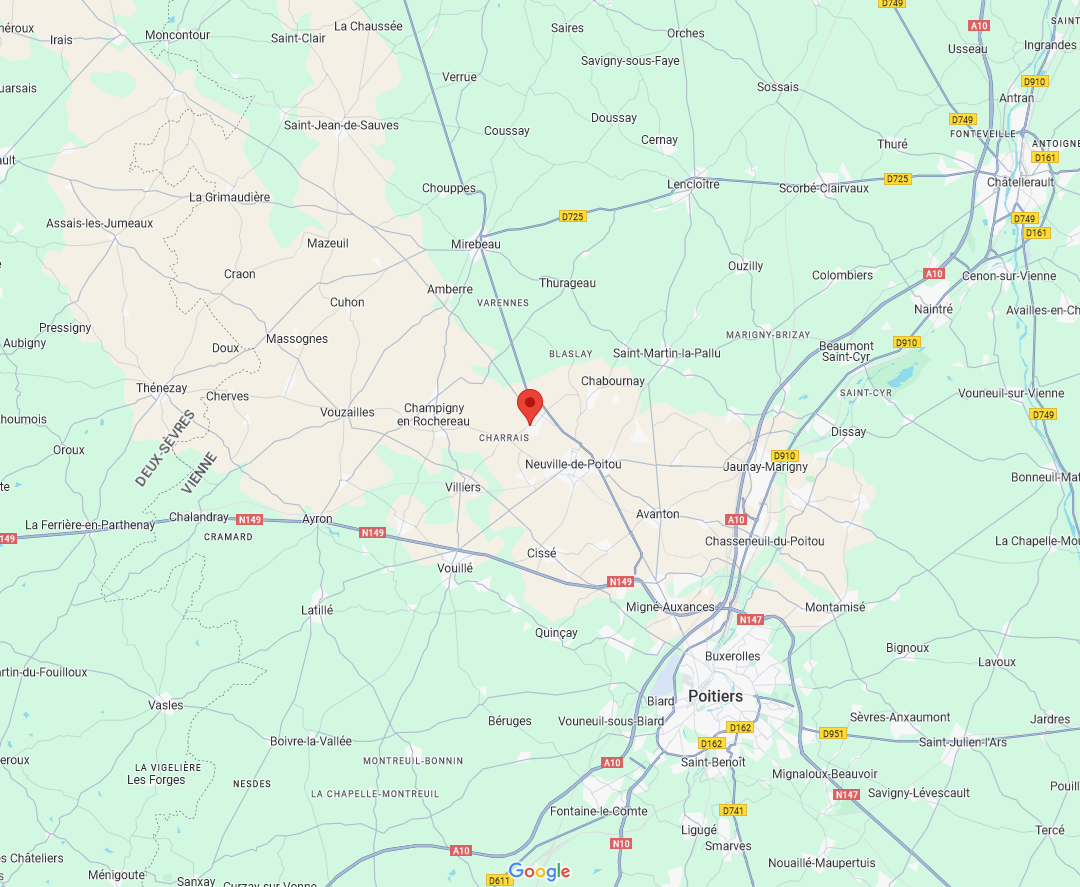 D749
La Chaussée
Saires
A10
SAINT
méroux
Irais
Moncontour
Saint-Clair
Orches
Usseau
Ingrandes
Savigny-sous-Faye
Verrue
Sossais
D910
uarsais
Antran
Saint-Jean-de-Sauves
Coussay
Doussay
D749
FONTEVEILLE
Cernay
Thuré
ANTOIGNE
ault
D161
Chouppes
Lencloître
Scorbé-Clairvaux
D725
Châtellerault
La Grimaudière
D725
D749
Assais-les-Jumeaux
D161
Mazeuil
Mirebeau
Craon
Ouzilly
Colombiers
A10
Cenon-sur-Vienne
Thurageau
Amberre
Cuhon
VARENNES
Naintré
Availles-en-Ch
Pressigny
Aubigny
Massognes
MARIGNY-BRIZAY
Doux
BLASLAY
Saint-Martin-la-Pallu
Beaumont
Saint-Cyr
D910
Thénezay
Cherves
Chabournay
SAINT-CYR
Vouneuil-sur-Vienne
Vouzailles
Champigny
en Rochereau
D749
houmois
DEUX-SÈVRES
CHARRAIS
Dissay
Oroux
VIENNE
Neuville-de-Poitou
D910
Jaunay-Marigny
Bonneuil-Mat
te
Villiers
La Ferrière-en-Parthenay
Chalandray
N149
Ayron
Avanton
A10
149
CRAMARD
N149
Chasseneuil-du-Poitou
La Chapelle-Mou
Cissé
Vouillé
N149
Latillé
Migné-Auxances
Montamisé
N147
Quinçay
Bignoux
Buxerolles
Lavoux
artin-du-Fouilloux
Biard
Poitiers
Vasles
Béruges
Vouneuil-sous-Biard
Sèvres-Anxaumont
Jardres
D162
D951
Boivre-la-Vallée
D162
Saint-Julien-l'Ars
eroux
LA VIGELIÈRE
MONTREUIL-BONNIN
A10
Saint-Benoît
Les Forges
NESDES
Mignaloux-Beauvoir
Pouill
LA CHAPELLE-MONTREUIL
N147
Savigny-Lévescault
Fontaine-le-Comte
D741
Ligugé
Tercé
N10
Smarves
A10
es Châteliers
Nouaillé-Maupertuis
Ménigoute
Sanxay
Curzay-sur-Vonne
D611
Google